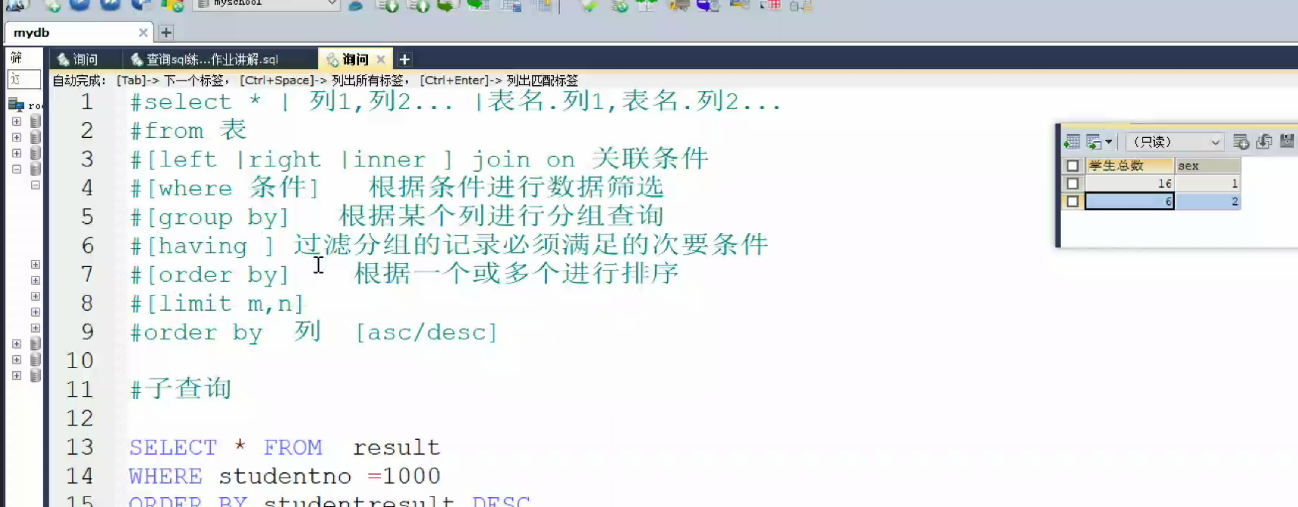 myschool
mydb
询问
查询sql练...作业讲解.sql
询问
自动完成: [Tab]-> 下一个标签, [Ctrl+Space]-> 列出所有标签, [Ctrl+Enter]-> 列出匹配标签
1 #select * | 列1,列2... |表名.列1,表名.列2...
2 #from 表
3 #[left |right |inner ] join on 关联条件
4 #[where 条件] 根据条件进行数据筛选
5 #[group by] 根据某个列进行分组查询
6 #[having ] 过滤分组的记录必须满足的次要条件
7 #[order by] 根据一个或多个进行排序
8 #[limit m,n]
9 #order by 列 [asc/desc]
10
11 #子查询
12
13 SELECT * FROM result
14 WHERE studentno =1000
15 ORDER BY studentresult DESC
(只读)
学生总数 sex
16 1
6 2